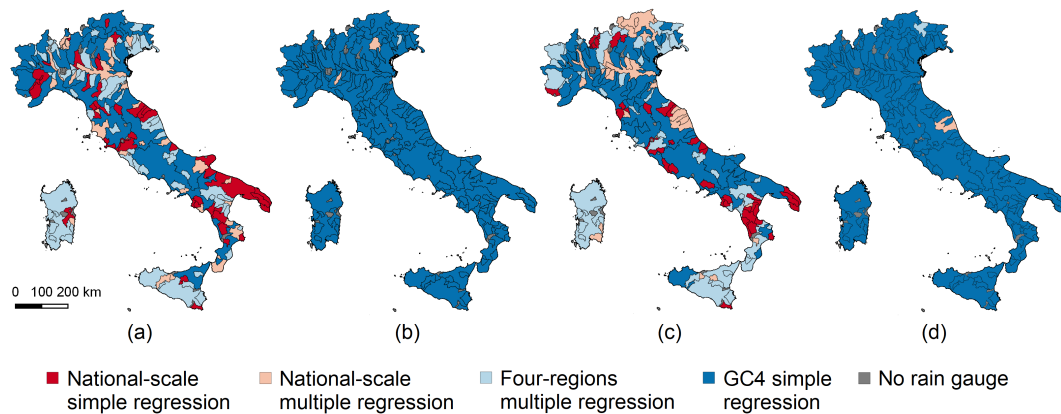 0 100 200 km
(a) (b) (c) (d)
National-scale simple regression
National-scale multiple regression
Four-regions multiple regression
GC4 simple regression
No rain gauge